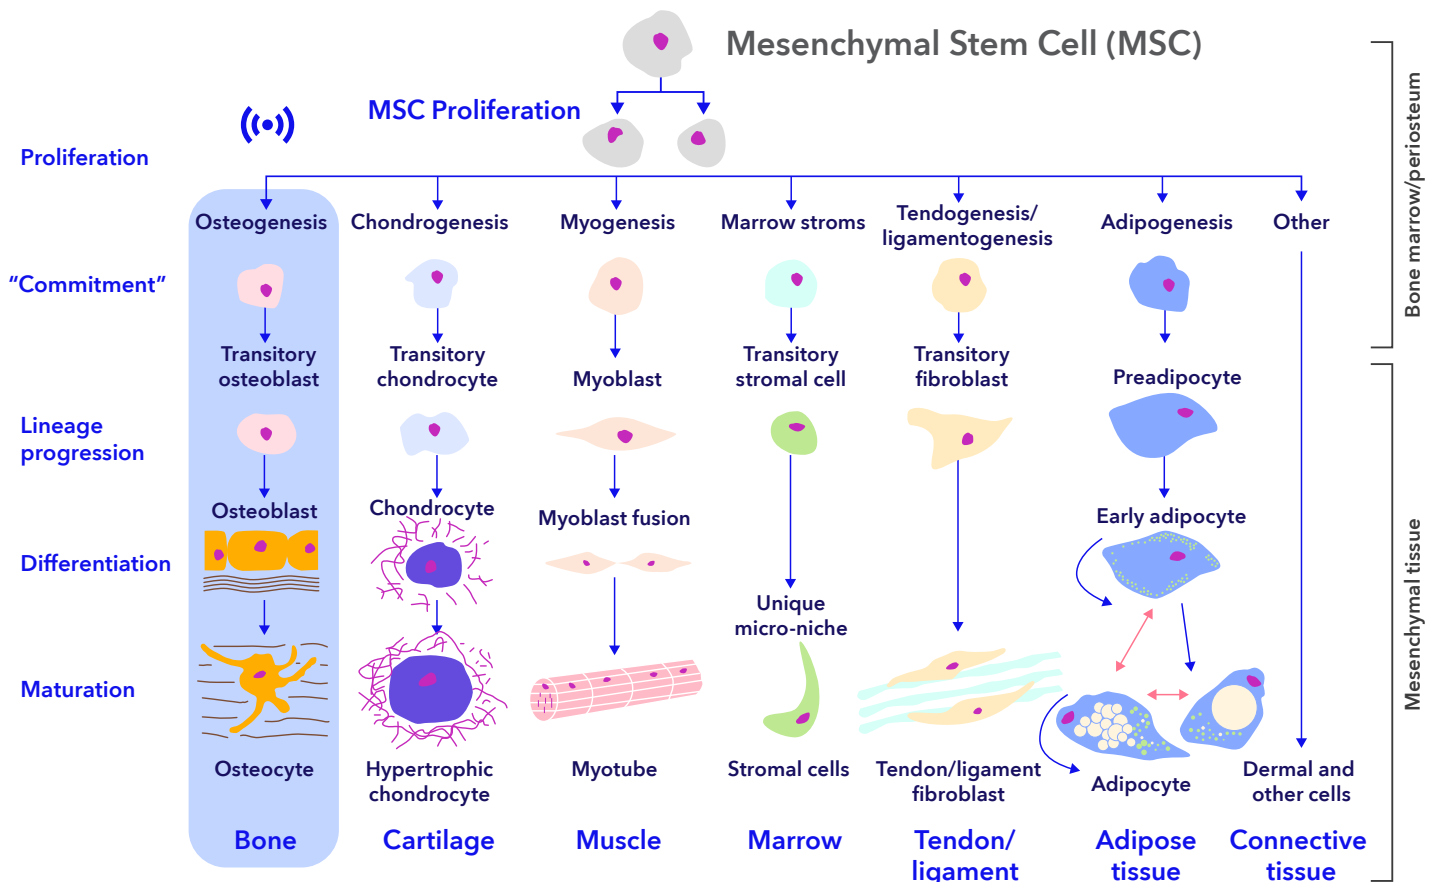 Mesenchymal Stem Cell (MSC)
MSC Proliferation
Proliferation
Osteogenesis
Chondrogenesis
Myogenesis
Marrow stroms
Tendogenesis/
ligamentogenesis
Adipogenesis
Other
“Commitment”
Transitory
osteoblast
Transitory
chondrocyte
Myoblast
Transitory
stromal cell
Transitory
fibroblast
Preadipocyte
Lineage
progression
Osteoblast
Chondrocyte
Myoblast fusion
Early adipocyte
Differentiation
Unique
micro-niche
Maturation
Osteocyte
Hypertrophic
chondrocyte
Myotube
Stromal cells
Tendon/ligament
fibroblast
Adipocyte
Dermal and
other cells
Bone
Cartilage
Muscle
Marrow
Tendon/
ligament
Adipose
tissue
Connective
tissue
Bone marrow/periosteum
Mesenchymal tissue